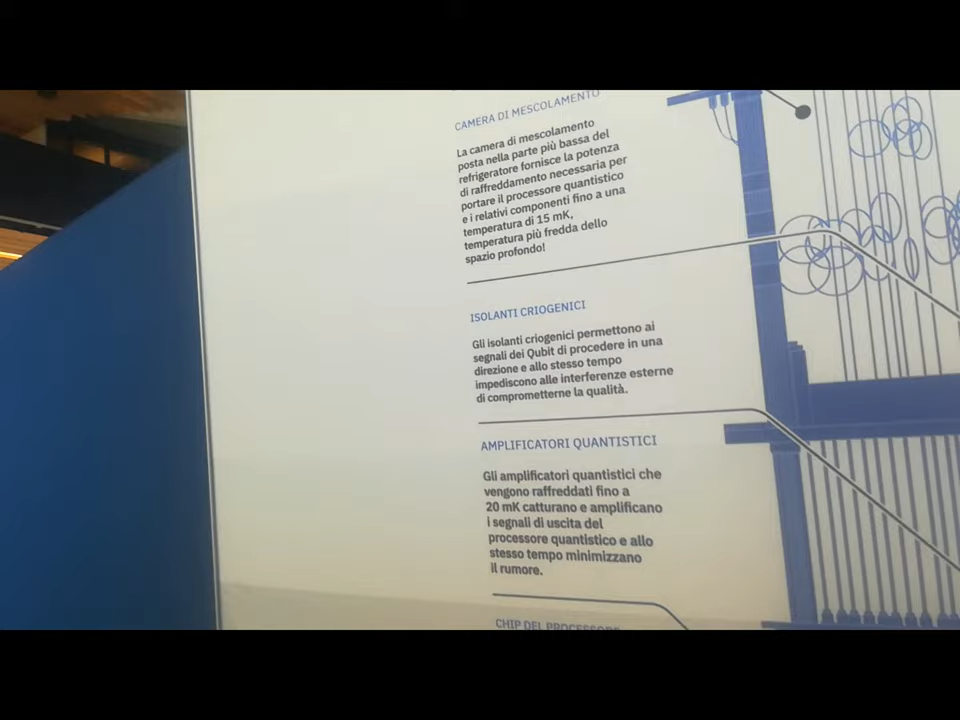 CAMERA DI MESCOLAMENTO
La camera di mescolamento
posta nella parte più bassa del
refrigeratore fornisce la potenza
di raffreddamento necessaria per
portare il processore quantistico
e i relativi componenti fino a una
temperatura di 15 mK,
temperatura più fredda dello
spazio profondo!
ISOLANTI CRIOGENICI
Gli isolanti criogenici permettono ai
segnali dei Qubit di procedere in una
direzione e allo stesso tempo
impediscono alle interferenze esterne
di comprometterne la qualità.
AMPLIFICATORI QUANTISTICI
Gli amplificatori quantistici che
vengono raffreddati fino a
20 mK catturano e amplificano
i segnali di uscita del
processore quantistico e allo
stesso tempo minimizzano
il rumore.
CHIP DEL PROCESSORE